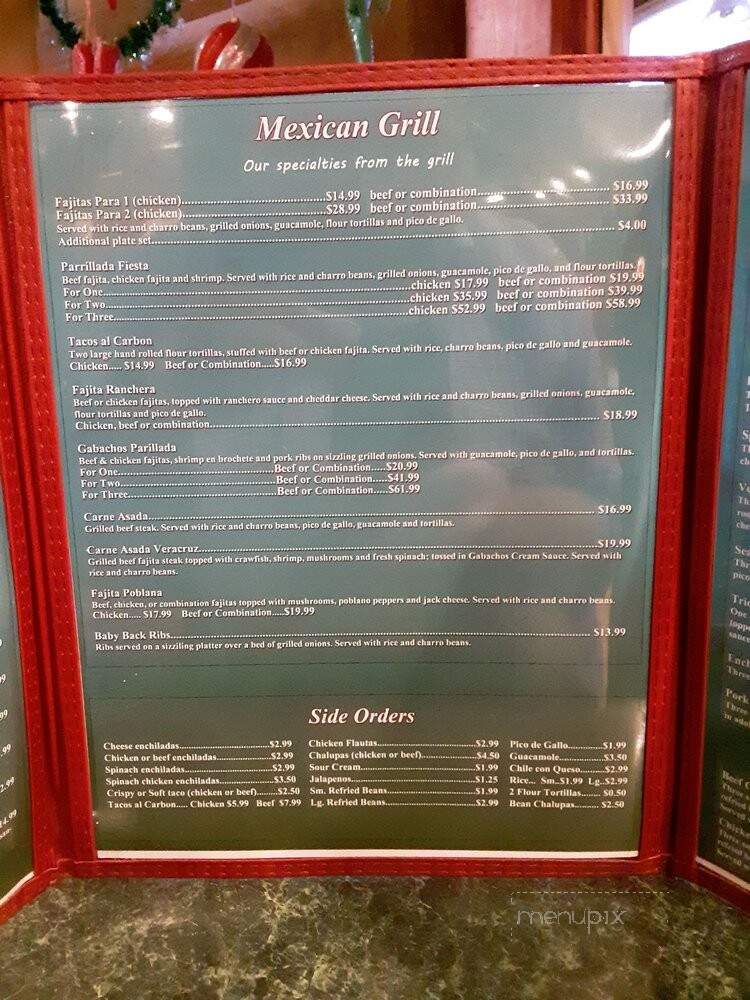 Mexican Grill
Our specialties from the grill
Fajitas Para 1 (chicken)..........$14.99 beef or combination.......... $16.99
Fajitas Para 2 (chicken)..........$28.99 beef or combination.......... $33.99
Served with rice and charro beans, grilled onions, guacamole, flour tortillas and pico de gallo.
Additional plate set.......... $4.00
Parrillada Fiesta
Beef fajita, chicken fajita and shrimp. Served with rice and charro beans, grilled onions, guacamole, pico de gallo, and flour tortillas.
For One..........chicken $17.99 beef or combination $19.99
For Two..........chicken $35.99 beef or combination $39.99
For Three..........chicken $52.99 beef or combination $58.99
Tacos al Carbon
Two large hand rolled flour tortillas, stuffed with beef or chicken fajita. Served with rice, charro beans, pico de gallo and guacamole.
Chicken..... $14.99 Beef or Combination.....$16.99
Fajita Ranchera
Beef or chicken fajitas, topped with ranchero sauce and cheddar cheese. Served with rice and charro beans, grilled onions, guacamole,
flour tortillas and pico de gallo.
Chicken, beef or combination.......... $18.99
Gabachos Parillada
Beef & chicken fajitas, shrimp en brochete and pork ribs on sizzling grilled onions. Served with guacamole, pico de gallo, and tortillas.
For One..........Beef or Combination.....$20.99
For Two..........Beef or Combination.....$41.99
For Three..........Beef or Combination.....$61.99
Carne Asada.......... $16.99
Grilled beef steak. Served with rice and charro beans, pico de gallo, guacamole and tortillas.
Carne Asada Veracruz..........$19.99
Grilled beef fajita steak topped with crawfish, shrimp, mushrooms and fresh spinach; tossed in Gabachos Cream Sauce. Served with
rice and charro beans.
Fajita Poblana
Beef, chicken, or combination fajitas topped with mushrooms, poblano peppers and jack cheese. Served with rice and charro beans.
Chicken..... $17.99 Beef or Combination.....$19.99
Baby Back Ribs.......... $13.99
Ribs served on a sizziling platter over a bed of grilled onions. Served with rice and charro beans.
Side Orders
Cheese enchiladas..........$2.99
Chicken or beef enchiladas..........$2.99
Spinach enchiladas..........$2.99
Spinach chicken enchiladas..........$3.50
Crispy or Soft taco (chicken or beef)..........$2.50
Tacos al Carbon..... Chicken $5.99 Beef $7.99
Chicken Flautas..........$2.99
Chalupas (chicken or beef)..........$4.50
Sour Cream..........$1.99
Jalapenos..........$1.25
Sm. Refried Beans..........$1.99
Lg. Refried Beans..........$2.99
Pico de Gallo..........$1.99
Guacamole..........$3.50
Chile con Queso..........$2.99
Rice... Sm..$1.99 Lg..$2.99
2 Flour Tortillas........ $0.50
Bean Chalupas........ $2.50
menupix